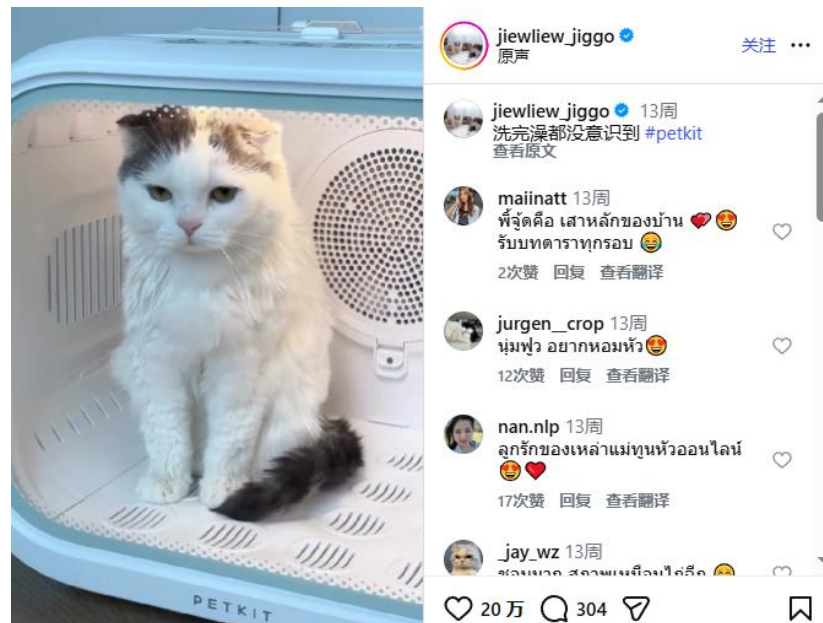 jiewliew_jiggo
原声
关注
jiewliew_jiggo 13周
洗完澡都没意识到 #petkit
查看原文
maiinatt 13周
พี้จู้ดคือ เสาหลักของบ้าน 💕😍
รับบทดาราทุกรอบ 😂
2次赞 回复 查看翻译
jurgen__crop 13周
นุ่มฟูว อยากหอมหัว😍
12次赞 回复 查看翻译
nan.nlp 13周
ลูกรักของเหล่าแม่ทูนหัวออนไลน์
😍❤️
17次赞 回复 查看翻译
_jay_wz 13周
PETKIT
20 万 304